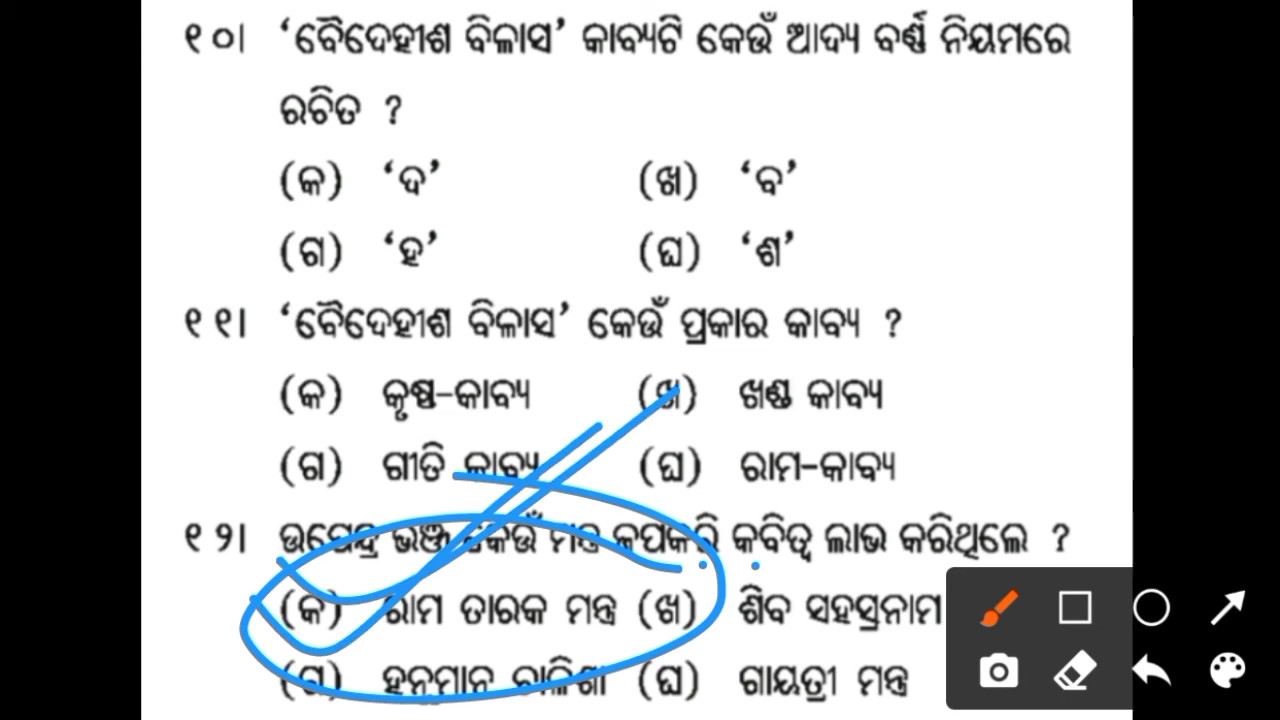 ୧୦। ‘ବୈଦେହୀଶ ବିଳାସ’ କାବ୍ୟଟି କେଉଁ ଆଦ୍ୟ ବର୍ଣ୍ଣ ନିୟମରେ
ରଚିତ ?
(କ) ‘ଦ’ (ଖ) ‘ବ’
(ଗ) ‘ହ’ (ଘ) ‘ଶ’
୧୧। ‘ବୈଦେହୀଶ ବିଳାସ’ କେଉଁ ପ୍ରକାର କାବ୍ୟ ?
(କ) କୃଷ୍ଣ-କାବ୍ୟ (ଖ) ଖଣ୍ଡ କାବ୍ୟ
(ଗ) ଗୀତି କାବ୍ୟ (ଘ) ରାମ-କାବ୍ୟ
୧୨। ଉପେନ୍ଦ୍ର ଭଞ୍ଜ କେଉଁ ମନ୍ତ୍ର ଜପକରି କବିତ୍ୱ ଲାଭ କରିଥିଲେ ?
(କ) ରାମ ତାରକ ମନ୍ତ୍ର (ଖ) ଶିବ ସହସ୍ରନାମ
(ଗ) ହନୁମାନ ଚାଳିଶା (ଘ) ଗାୟତ୍ରୀ ମନ୍ତ୍ର